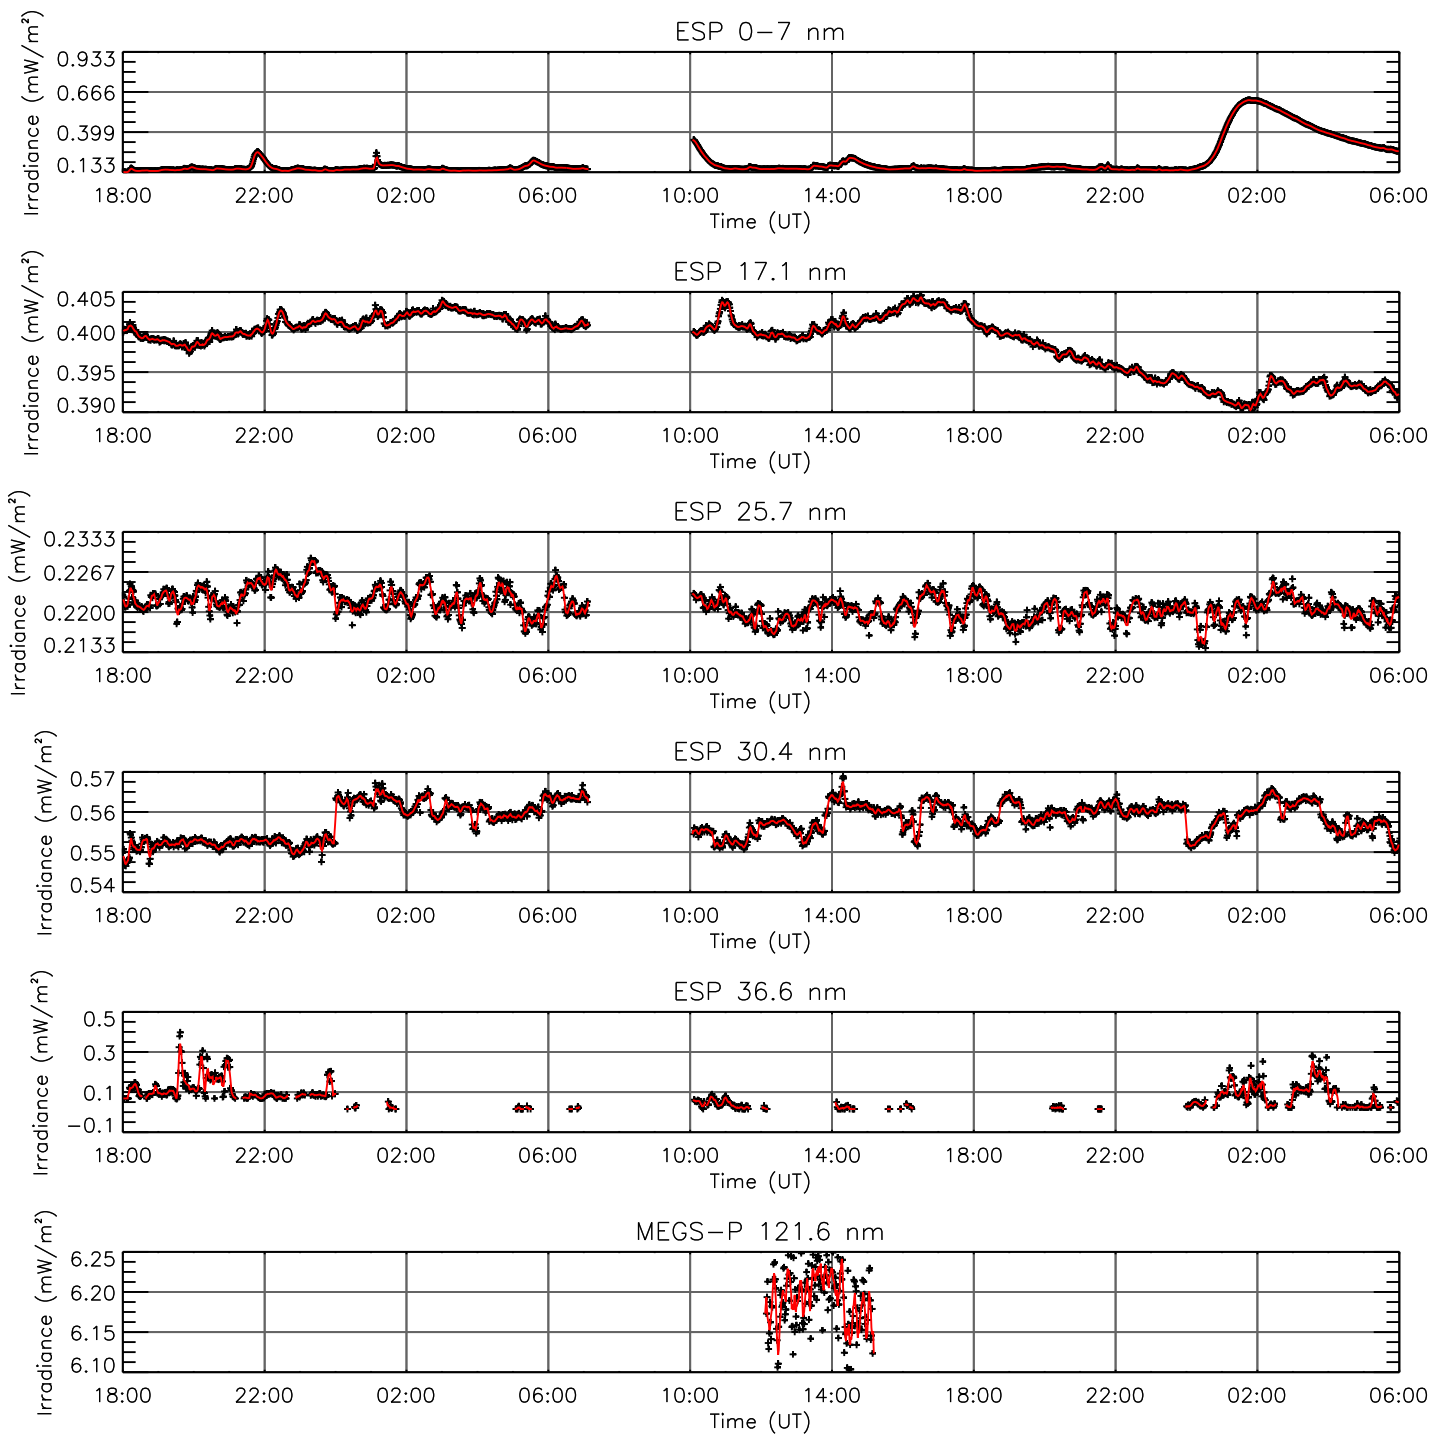 ESP 0-7 nm
Irradiance (mW/m²)
0.933
0.666
0.399
0.133
18:00 22:00 02:00 06:00 10:00 14:00 18:00 22:00 02:00 06:00
Time (UT)
ESP 17.1 nm
Irradiance (mW/m²)
0.405
0.400
0.395
0.390
18:00 22:00 02:00 06:00 10:00 14:00 18:00 22:00 02:00 06:00
Time (UT)
ESP 25.7 nm
Irradiance (mW/m²)
0.2333
0.2267
0.2200
0.2133
18:00 22:00 02:00 06:00 10:00 14:00 18:00 22:00 02:00 06:00
Time (UT)
ESP 30.4 nm
Irradiance (mW/m²)
0.57
0.56
0.55
0.54
18:00 22:00 02:00 06:00 10:00 14:00 18:00 22:00 02:00 06:00
Time (UT)
ESP 36.6 nm
Irradiance (mW/m²)
0.5
0.3
0.1
-0.1
18:00 22:00 02:00 06:00 10:00 14:00 18:00 22:00 02:00 06:00
Time (UT)
MEGS-P 121.6 nm
Irradiance (mW/m²)
6.25
6.20
6.15
6.10
18:00 22:00 02:00 06:00 10:00 14:00 18:00 22:00 02:00 06:00
Time (UT)